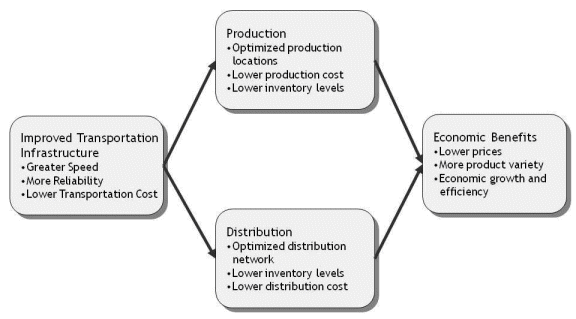 Production
•Optimized production
locations
•Lower production cost
•Lower inventory levels
Improved Transportation
Infrastructure
•Greater Speed
•More Reliability
•Lower Transportation Cost
Economic Benefits
•Lower prices
•More product variety
•Economic growth and
efficiency
Distribution
•Optimized distribution
network
•Lower inventory levels
•Lower distribution cost